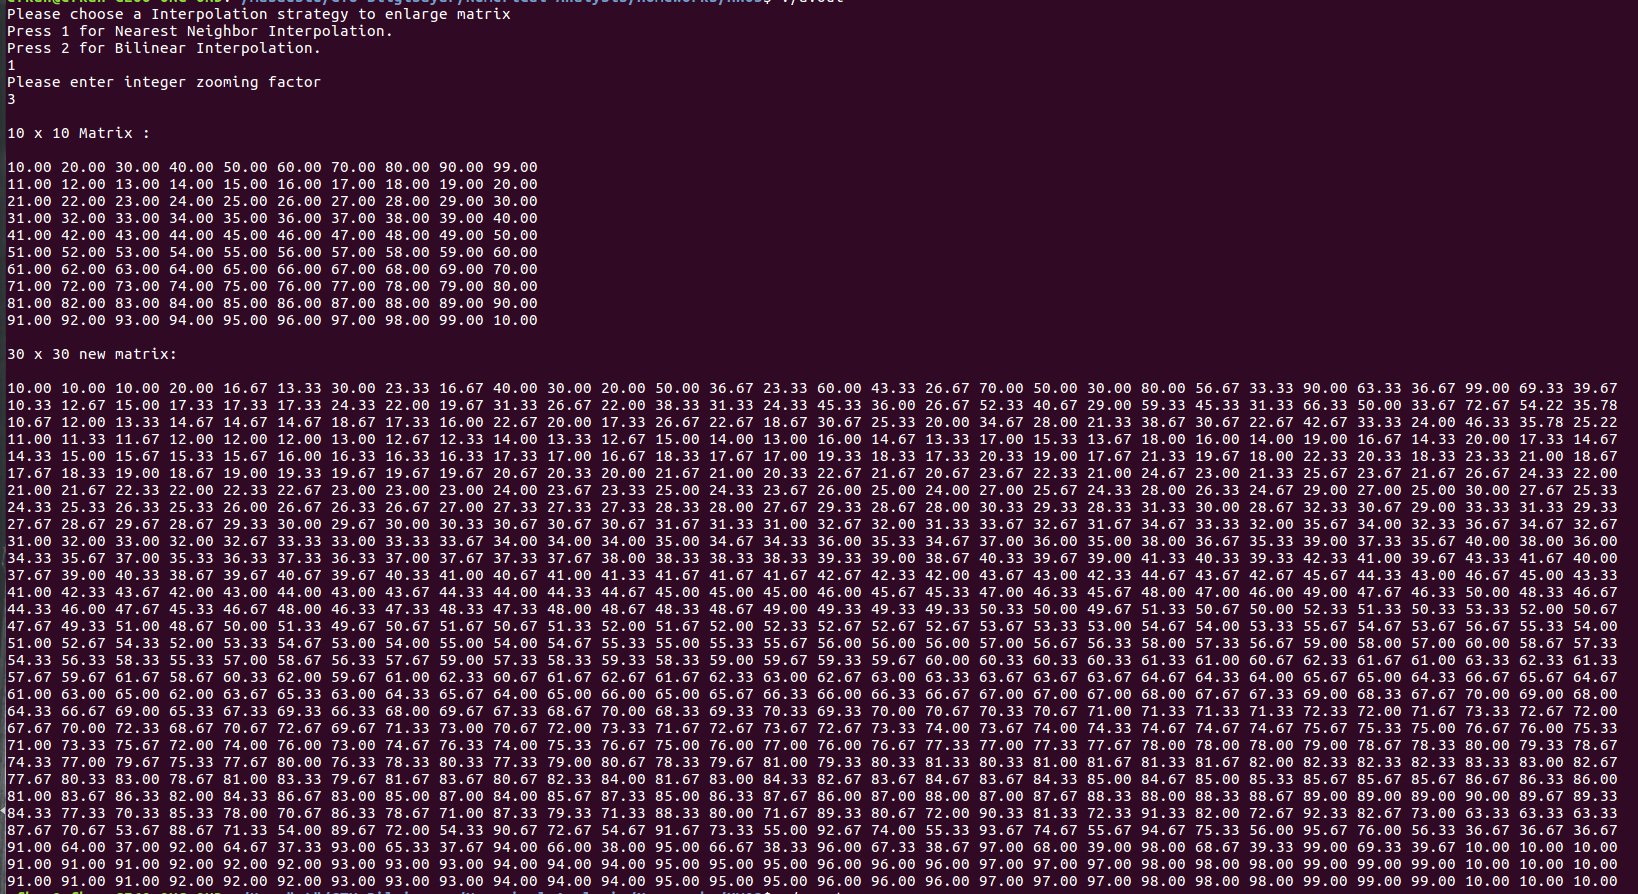 Please choose a Interpolation strategy to enlarge matrix
Press 1 for Nearest Neighbor Interpolation.
Press 2 for Bilinear Interpolation.
1
Please enter integer zooming factor
3
10 x 10 Matrix :
10.00 20.00 30.00 40.00 50.00 60.00 70.00 80.00 90.00 99.00
11.00 12.00 13.00 14.00 15.00 16.00 17.00 18.00 19.00 20.00
21.00 22.00 23.00 24.00 25.00 26.00 27.00 28.00 29.00 30.00
31.00 32.00 33.00 34.00 35.00 36.00 37.00 38.00 39.00 40.00
41.00 42.00 43.00 44.00 45.00 46.00 47.00 48.00 49.00 50.00
51.00 52.00 53.00 54.00 55.00 56.00 57.00 58.00 59.00 60.00
61.00 62.00 63.00 64.00 65.00 66.00 67.00 68.00 69.00 70.00
71.00 72.00 73.00 74.00 75.00 76.00 77.00 78.00 79.00 80.00
81.00 82.00 83.00 84.00 85.00 86.00 87.00 88.00 89.00 90.00
91.00 92.00 93.00 94.00 95.00 96.00 97.00 98.00 99.00 10.00
30 x 30 new matrix:
10.00 10.00 10.00 20.00 16.67 13.33 30.00 23.33 16.67 40.00 30.00 20.00 50.00 36.67 23.33 60.00 43.33 26.67 70.00 50.00 30.00 80.00 56.67 33.33 90.00 63.33 36.67 99.00 69.33 39.67
10.33 12.67 15.00 17.33 17.33 17.33 24.33 22.00 19.67 31.33 26.67 22.00 38.33 31.33 24.33 45.33 36.00 26.67 52.33 40.67 29.00 59.33 45.33 31.33 66.33 50.00 33.67 72.67 54.22 35.78
10.67 12.00 13.33 14.67 14.67 14.67 18.67 17.33 16.00 22.67 20.00 17.33 26.67 22.67 18.67 30.67 25.33 20.00 34.67 28.00 21.33 38.67 30.67 22.67 42.67 33.33 24.00 46.33 35.78 25.22
11.00 11.33 11.67 12.00 12.00 12.00 13.00 12.67 12.33 14.00 13.33 12.67 15.00 14.00 13.00 16.00 14.67 13.33 17.00 15.33 13.67 18.00 16.00 14.00 19.00 16.67 14.33 20.00 17.33 14.67
14.33 15.00 15.67 15.33 15.67 16.00 16.33 16.33 16.33 17.33 17.00 16.67 18.33 17.67 17.00 19.33 18.33 17.33 20.33 19.00 17.67 21.33 19.67 18.00 22.33 20.33 18.33 23.33 21.00 18.67
17.67 18.33 19.00 18.67 19.00 19.33 19.67 19.67 19.67 20.67 20.33 20.00 21.67 21.00 20.33 22.67 21.67 20.67 23.67 22.33 21.00 24.67 23.00 21.33 25.67 23.67 21.67 26.67 24.33 22.00
21.00 21.67 22.33 22.00 22.33 22.67 23.00 23.00 23.00 24.00 23.67 23.33 25.00 24.33 23.67 26.00 25.00 24.00 27.00 25.67 24.33 28.00 26.33 24.67 29.00 27.00 25.00 30.00 27.67 25.33
24.33 25.33 26.33 25.33 26.00 26.67 26.33 26.67 27.00 27.33 27.33 27.33 28.33 28.00 27.67 29.33 28.67 28.00 30.33 29.33 28.33 31.33 30.00 28.67 32.33 30.67 29.00 33.33 31.33 29.33
27.67 28.67 29.67 28.67 29.33 30.00 29.67 30.00 30.33 30.67 30.67 30.67 31.67 31.33 31.00 32.67 32.00 31.33 33.67 32.67 31.67 34.67 33.33 32.00 35.67 34.00 32.33 36.67 34.67 32.67
31.00 32.00 33.00 32.00 32.67 33.33 33.00 33.33 33.67 34.00 34.00 34.00 35.00 34.67 34.33 36.00 35.33 34.67 37.00 36.00 35.00 38.00 36.67 35.33 39.00 37.33 35.67 40.00 38.00 36.00
34.33 35.67 37.00 35.33 36.33 37.33 36.33 37.00 37.67 37.33 37.67 38.00 38.33 38.33 38.33 39.33 39.00 38.67 40.33 39.67 39.00 41.33 40.33 39.33 42.33 41.00 39.67 43.33 41.67 40.00
37.67 39.00 40.33 38.67 39.67 40.67 39.67 40.33 41.00 40.67 41.00 41.33 41.67 41.67 41.67 42.67 42.33 42.00 43.67 43.00 42.33 44.67 43.67 42.67 45.67 44.33 43.00 46.67 45.00 43.33
41.00 42.33 43.67 42.00 43.00 44.00 43.00 43.67 44.33 44.00 44.33 44.67 45.00 45.00 45.00 46.00 45.67 45.33 47.00 46.33 45.67 48.00 47.00 46.00 49.00 47.67 46.33 50.00 48.33 46.67
44.33 46.00 47.67 45.33 46.67 48.00 46.33 47.33 48.33 47.33 48.00 48.67 48.33 48.67 49.00 49.33 49.33 49.33 50.33 50.00 49.67 51.33 50.67 50.00 52.33 51.33 50.33 53.33 52.00 50.67
47.67 49.33 51.00 48.67 50.00 51.33 49.67 50.67 51.67 50.67 51.33 52.00 51.67 52.00 52.33 52.67 52.67 52.67 53.67 53.33 53.00 54.67 54.00 53.33 55.67 54.67 53.67 56.67 55.33 54.00
51.00 52.67 54.33 52.00 53.33 54.67 53.00 54.00 55.00 54.00 54.67 55.33 55.00 55.33 55.67 56.00 56.00 56.00 57.00 56.67 56.33 58.00 57.33 56.67 59.00 58.00 57.00 60.00 58.67 57.33
54.33 56.33 58.33 55.33 57.00 58.67 56.33 57.67 59.00 57.33 58.33 59.33 58.33 59.00 59.67 59.33 59.67 60.00 60.33 60.33 60.33 61.33 61.00 60.67 62.33 61.67 61.00 63.33 62.33 61.33
57.67 59.67 61.67 58.67 60.33 62.00 59.67 61.00 62.33 60.67 61.67 62.67 61.67 62.33 63.00 62.67 63.00 63.33 63.67 63.67 63.67 64.67 64.33 64.00 65.67 65.00 64.33 66.67 65.67 64.67
61.00 63.00 65.00 62.00 63.67 65.33 63.00 64.33 65.67 64.00 65.00 66.00 65.00 65.67 66.33 66.00 66.33 66.67 67.00 67.00 67.00 68.00 67.67 67.33 69.00 68.33 67.67 70.00 69.00 68.00
64.33 66.67 69.00 65.33 67.33 69.33 66.33 68.00 69.67 67.33 68.67 70.00 68.33 69.33 70.33 69.33 70.00 70.67 70.33 70.67 71.00 71.33 71.33 71.33 72.33 72.00 71.67 73.33 72.67 72.00
67.67 70.00 72.33 68.67 70.67 72.67 69.67 71.33 73.00 70.67 72.00 73.33 71.67 72.67 73.67 72.67 73.33 74.00 73.67 74.00 74.33 74.67 74.67 74.67 75.67 75.33 75.00 76.67 76.00 75.33
71.00 73.33 75.67 72.00 74.00 76.00 73.00 74.67 76.33 74.00 75.33 76.67 75.00 76.00 77.00 76.00 76.67 77.33 77.00 77.33 77.67 78.00 78.00 78.00 79.00 78.67 78.33 80.00 79.33 78.67
74.33 77.00 79.67 75.33 77.67 80.00 76.33 78.33 80.33 77.33 79.00 80.67 78.33 79.67 81.00 79.33 80.33 81.33 80.33 81.00 81.67 81.33 81.67 82.00 82.33 82.33 82.33 83.33 83.00 82.67
77.67 80.33 83.00 78.67 81.00 83.33 79.67 81.67 83.67 80.67 82.33 84.00 81.67 83.00 84.33 82.67 83.67 84.67 83.67 84.33 85.00 84.67 85.00 85.33 85.67 85.67 85.67 86.67 86.33 86.00
81.00 83.67 86.33 82.00 84.33 86.67 83.00 85.00 87.00 84.00 85.67 87.33 85.00 86.33 87.67 86.00 87.00 88.00 87.00 87.67 88.33 88.00 88.33 88.67 89.00 89.00 89.00 90.00 89.67 89.33
84.33 77.33 70.33 85.33 78.00 70.67 86.33 78.67 71.00 87.33 79.33 71.33 88.33 80.00 71.67 89.33 80.67 72.00 90.33 81.33 72.33 91.33 82.00 72.67 92.33 82.67 73.00 63.33 63.33 63.33
87.67 70.67 53.67 88.67 71.33 54.00 89.67 72.00 54.33 90.67 72.67 54.67 91.67 73.33 55.00 92.67 74.00 55.33 93.67 74.67 55.67 94.67 75.33 56.00 95.67 76.00 56.33 36.67 36.67 36.67
91.00 64.00 37.00 92.00 64.67 37.33 93.00 65.33 37.67 94.00 66.00 38.00 95.00 66.67 38.33 96.00 67.33 38.67 97.00 68.00 39.00 98.00 68.67 39.33 99.00 69.33 39.67 10.00 10.00 10.00
91.00 91.00 91.00 92.00 92.00 92.00 93.00 93.00 93.00 94.00 94.00 94.00 95.00 95.00 95.00 96.00 96.00 96.00 97.00 97.00 97.00 98.00 98.00 98.00 99.00 99.00 99.00 10.00 10.00 10.00
91.00 91.00 91.00 92.00 92.00 92.00 93.00 93.00 93.00 94.00 94.00 94.00 95.00 95.00 95.00 96.00 96.00 96.00 97.00 97.00 97.00 98.00 98.00 98.00 99.00 99.00 99.00 10.00 10.00 10.00